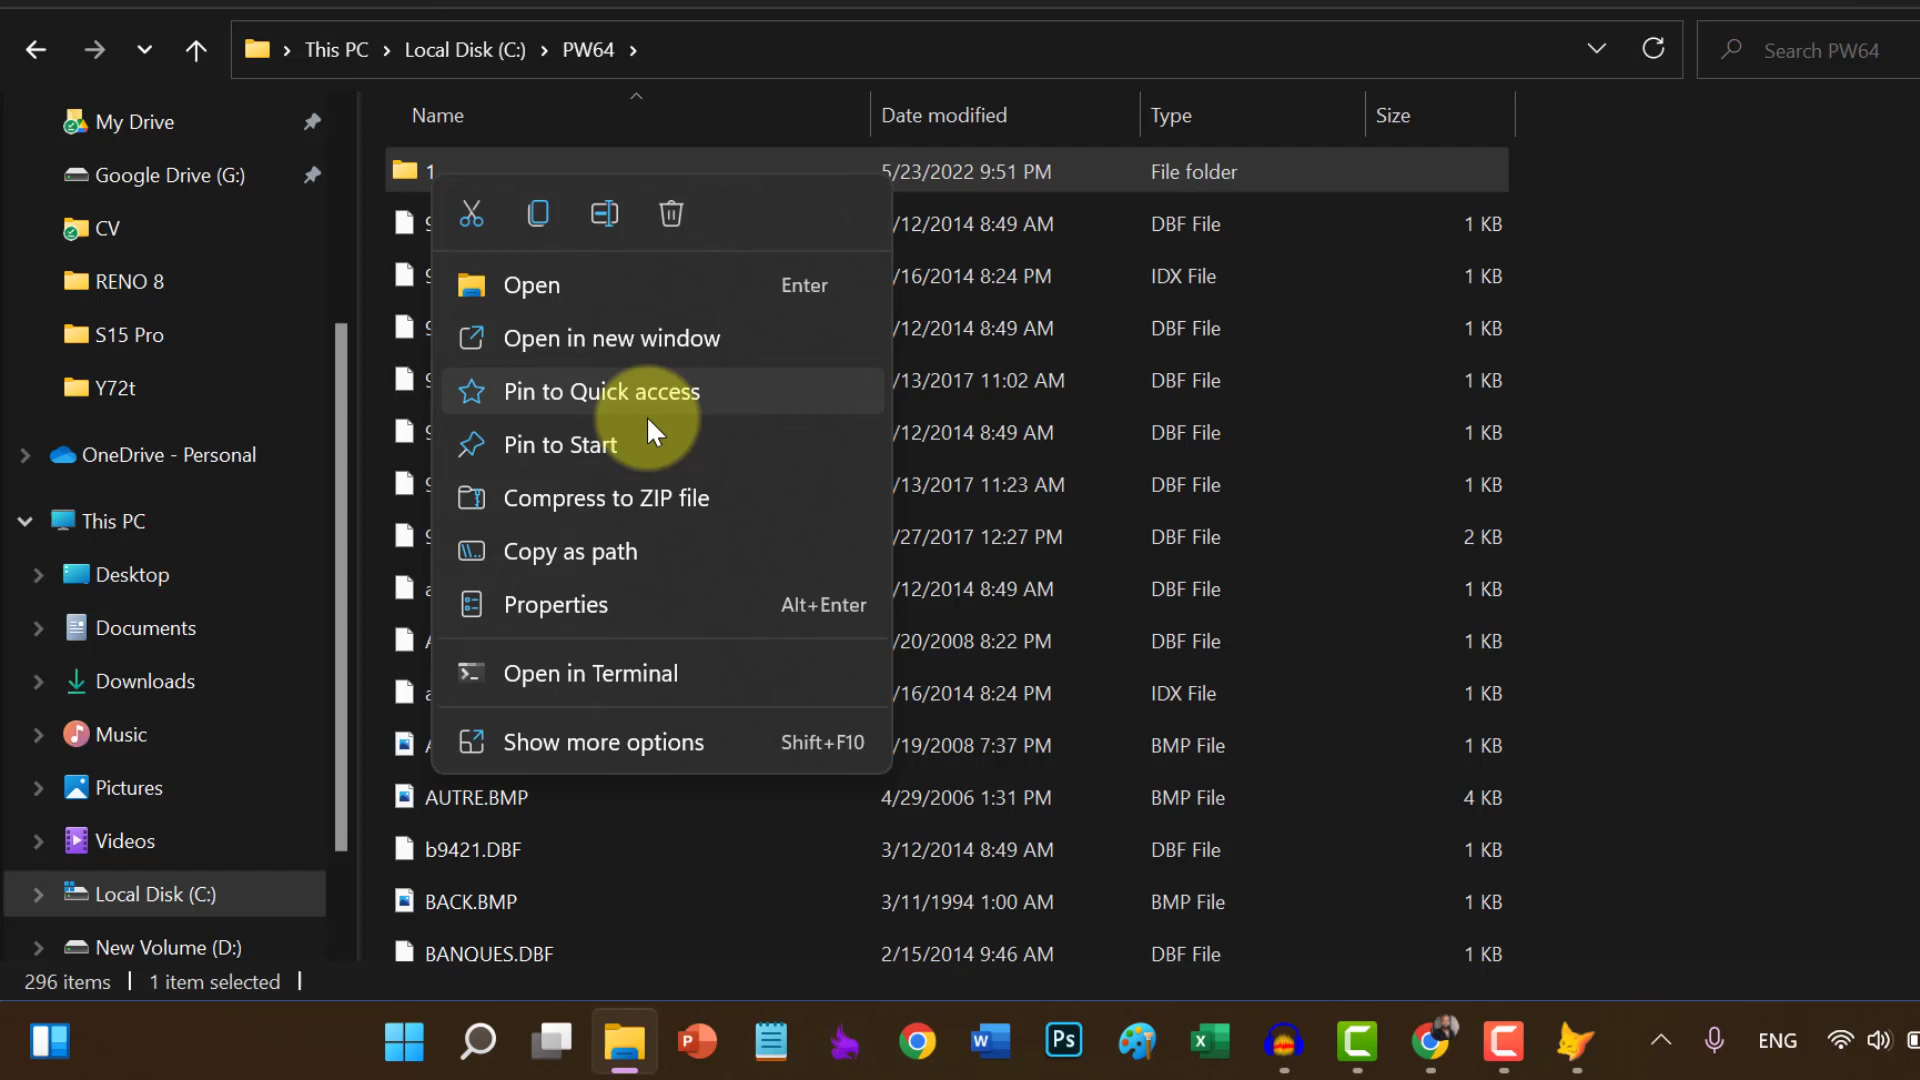 This PC > Local Disk (C:) > PW64 >
Search PW64
Name
Date modified
Type
Size
My Drive
Google Drive (G:)
CV
RENO 8
S15 Pro
Y72t
OneDrive - Personal
This PC
Desktop
Documents
Downloads
Music
Pictures
Videos
Local Disk (C:)
New Volume (D:)
1 5/23/2022 9:51 PM File folder
/12/2014 8:49 AM DBF File 1 KB
/16/2014 8:24 PM IDX File 1 KB
/12/2014 8:49 AM DBF File 1 KB
/13/2017 11:02 AM DBF File 1 KB
/12/2014 8:49 AM DBF File 1 KB
/13/2017 11:23 AM DBF File 1 KB
/27/2017 12:27 PM DBF File 2 KB
/12/2014 8:49 AM DBF File 1 KB
/20/2008 8:22 PM DBF File 1 KB
/16/2014 8:24 PM IDX File 1 KB
/19/2008 7:37 PM BMP File 1 KB
AUTRE.BMP 4/29/2006 1:31 PM BMP File 4 KB
b9421.DBF 3/12/2014 8:49 AM DBF File 1 KB
BACK.BMP 3/11/1994 1:00 AM BMP File 1 KB
BANQUES.DBF 2/15/2014 9:46 AM DBF File 1 KB
Open Enter
Open in new window
Pin to Quick access
Pin to Start
Compress to ZIP file
Copy as path
Properties Alt+Enter
Open in Terminal
Show more options Shift+F10
296 items | 1 item selected |
ENG